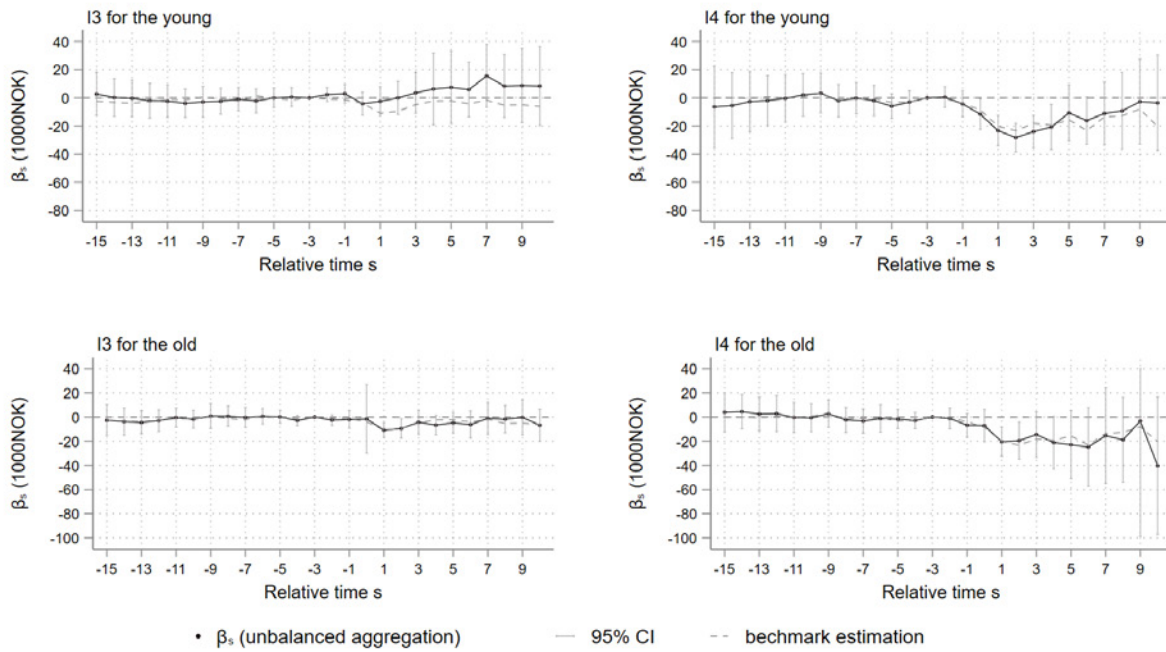 I3 for the young
40
20
0
-20
-40
-60
-80
βs (1000NOK)
-15 -13 -11 -9 -7 -5 -3 -1 1 3 5 7 9
Relative time s
I4 for the young
40
20
0
-20
-40
-60
-80
βs (1000NOK)
-15 -13 -11 -9 -7 -5 -3 -1 1 3 5 7 9
Relative time s
I3 for the old
40
20
0
-20
-40
-60
-80
-100
βs (1000NOK)
-15 -13 -11 -9 -7 -5 -3 -1 1 3 5 7 9
Relative time s
I4 for the old
40
20
0
-20
-40
-60
-80
-100
βs (1000NOK)
-15 -13 -11 -9 -7 -5 -3 -1 1 3 5 7 9
Relative time s
βs (unbalanced aggregation) 95% CI bechmark estimation